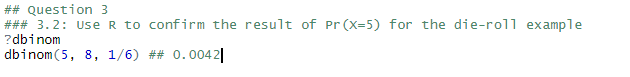 ## Question 3
### 3.2: Use R to confirm the result of Pr(X=5) for the die-roll example
?dbinom
dbinom(5, 8, 1/6) ## 0.0042